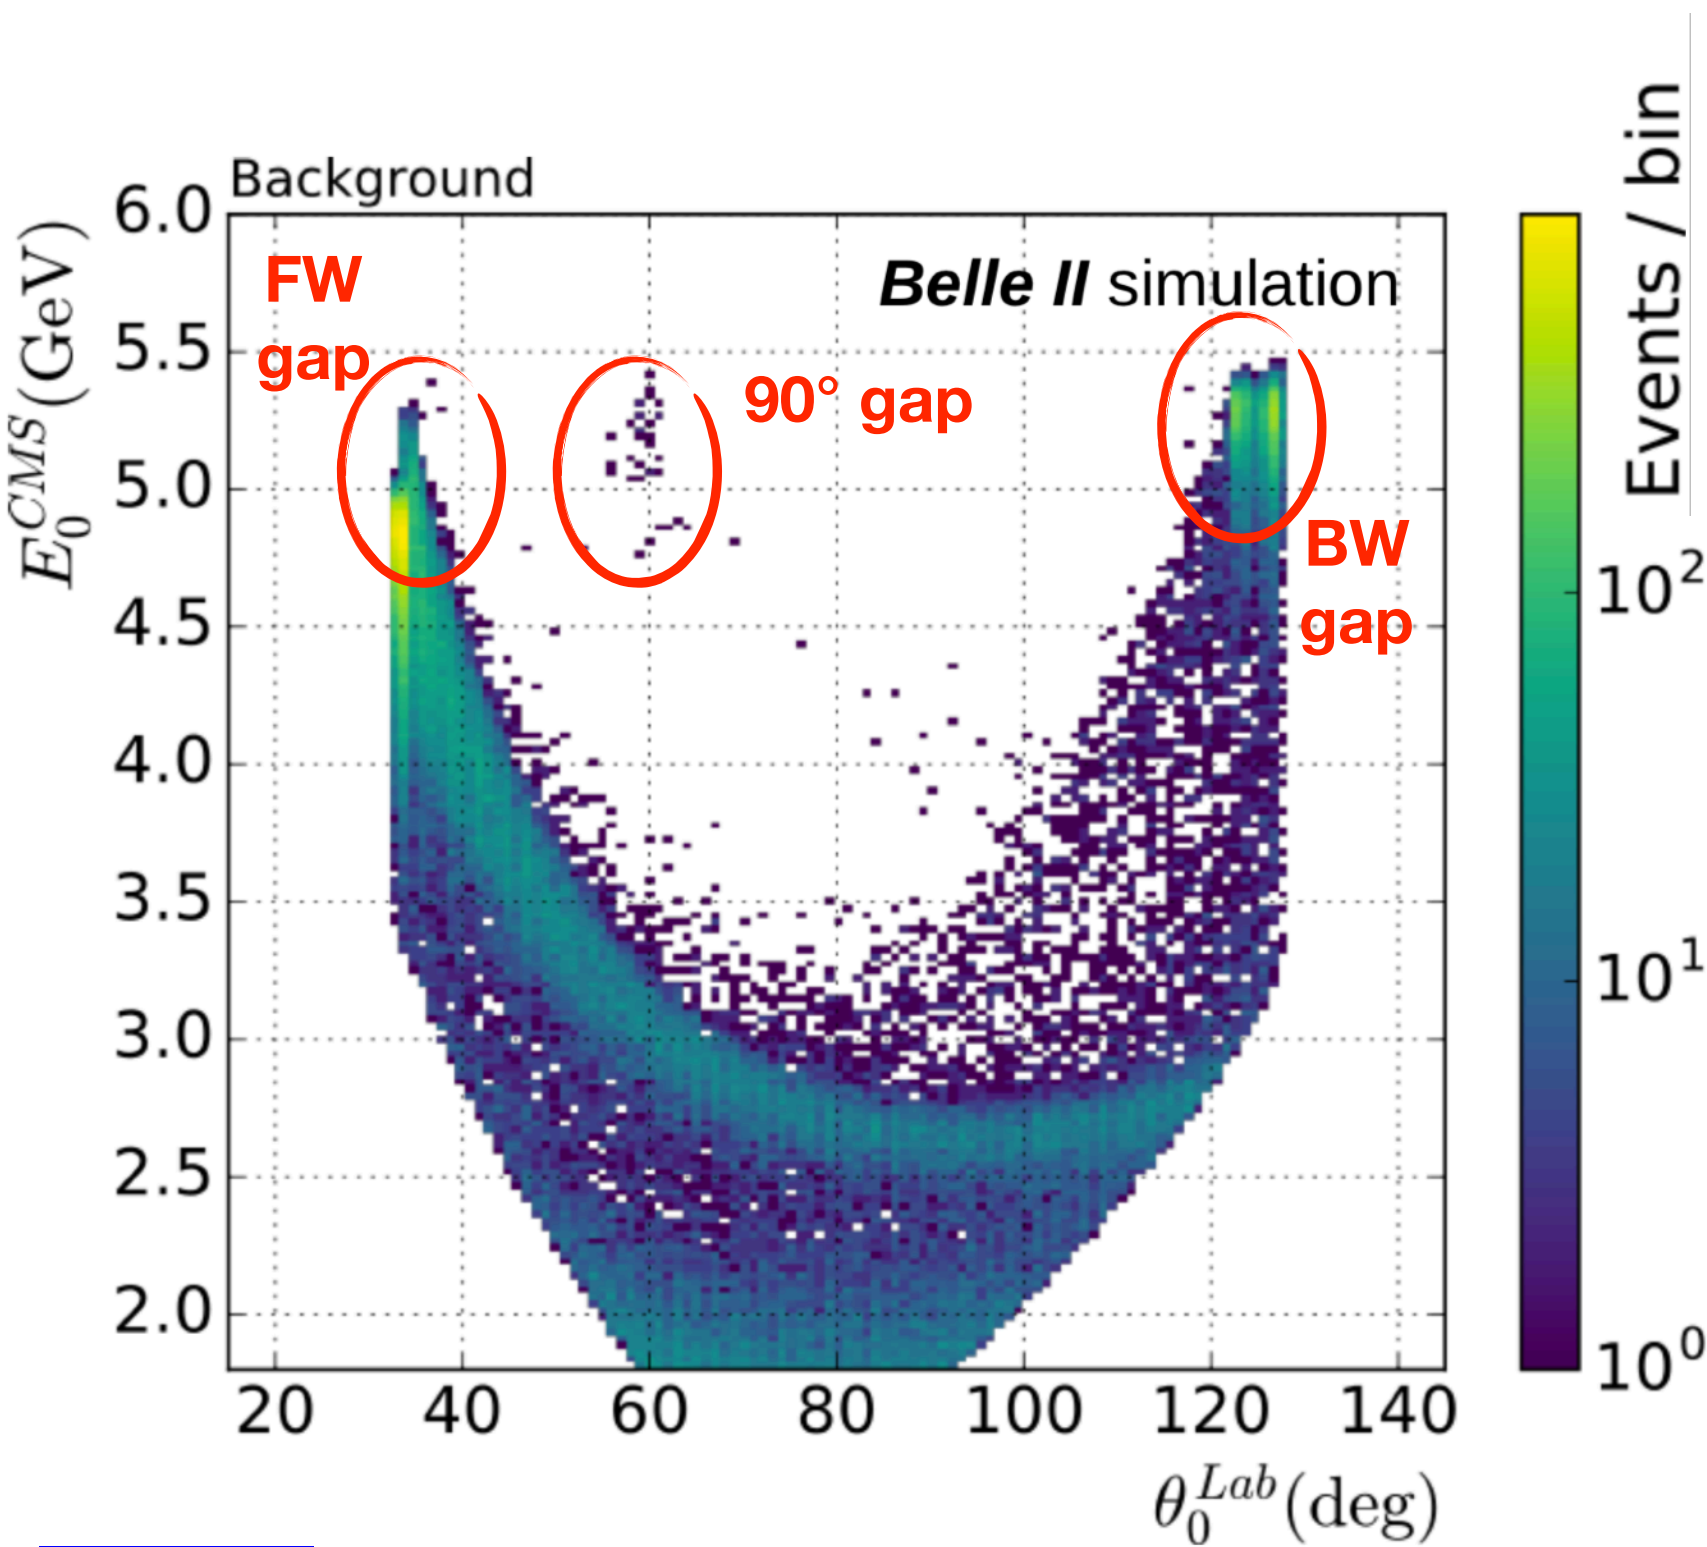 Background
Belle II simulation
FW
gap
90° gap
BW
gap
E_0^{CMS}(GeV)
6.0
5.5
5.0
4.5
4.0
3.5
3.0
2.5
2.0
20 40 60 80 100 120 140
θ_0^{Lab}(deg)
Events / bin
10^2
10^1
10^0